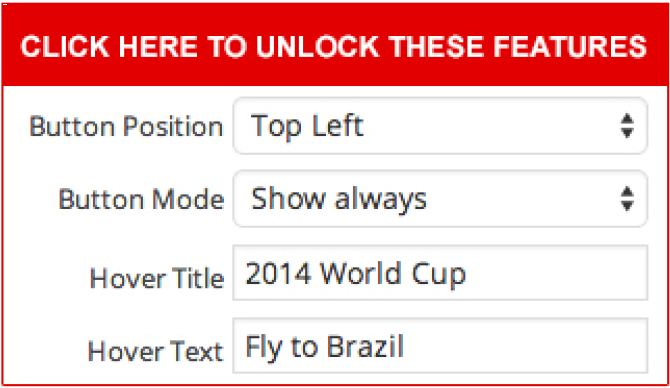 CLICK HERE TO UNLOCK THESE FEATURES
Button Position Top Left
Button Mode Show always
Hover Title 2014 World Cup
Hover Text Fly to Brazil